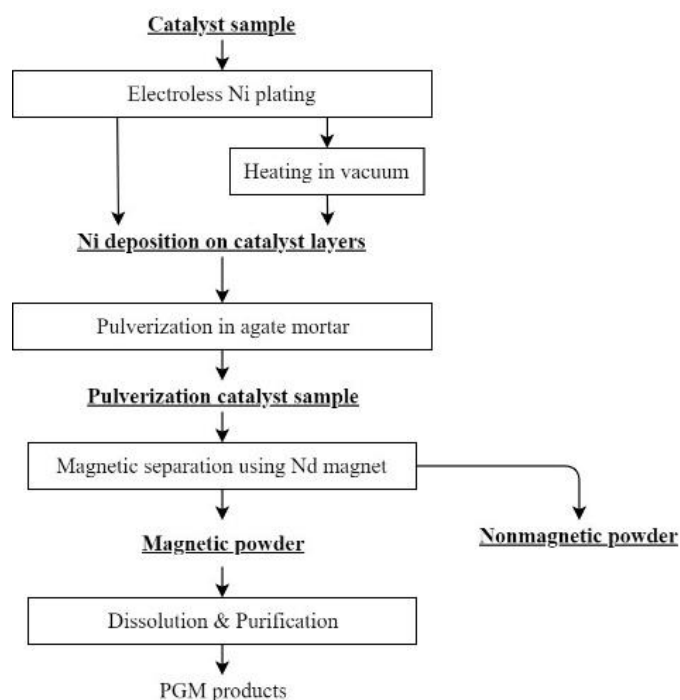 Catalyst sample
Electroless Ni plating
Heating in vacuum
Ni deposition on catalyst layers
Pulverization in agate mortar
Pulverization catalyst sample
Magnetic separation using Nd magnet
Magnetic powder
Nonmagnetic powder
Dissolution & Purification
PGM products